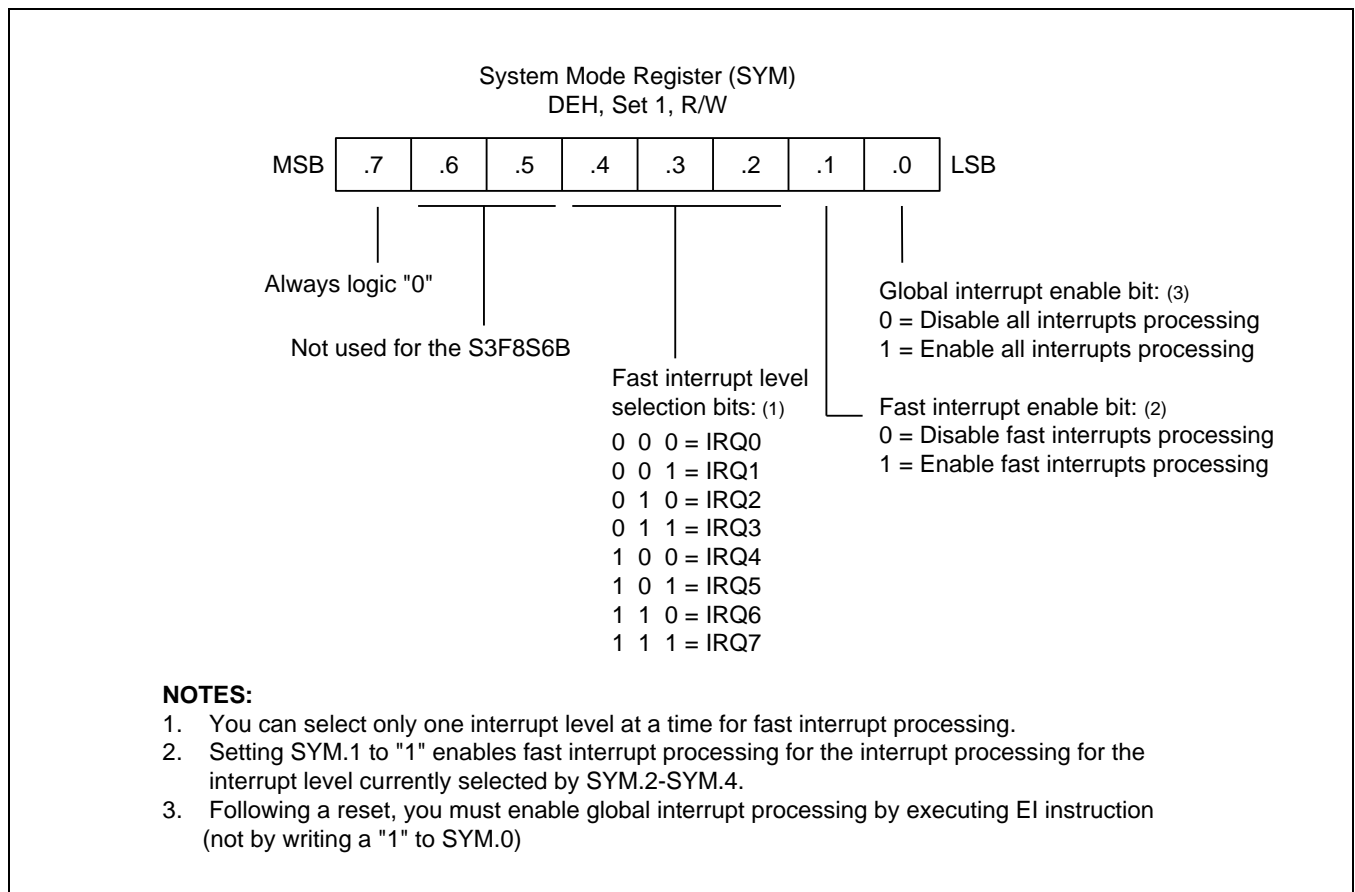 System Mode Register (SYM)
DEH, Set 1, R/W
MSB .7 .6 .5 .4 .3 .2 .1 .0 LSB
Always logic "0"
Not used for the S3F8S6B
Fast interrupt level
selection bits: (1)
0 0 0 = IRQ0
0 0 1 = IRQ1
0 1 0 = IRQ2
0 1 1 = IRQ3
1 0 0 = IRQ4
1 0 1 = IRQ5
1 1 0 = IRQ6
1 1 1 = IRQ7
Global interrupt enable bit: (3)
0 = Disable all interrupts processing
1 = Enable all interrupts processing
Fast interrupt enable bit: (2)
0 = Disable fast interrupts processing
1 = Enable fast interrupts processing
NOTES:
1. You can select only one interrupt level at a time for fast interrupt processing.
2. Setting SYM.1 to "1" enables fast interrupt processing for the interrupt processing for the
interrupt level currently selected by SYM.2-SYM.4.
3. Following a reset, you must enable global interrupt processing by executing EI instruction
(not by writing a "1" to SYM.0)